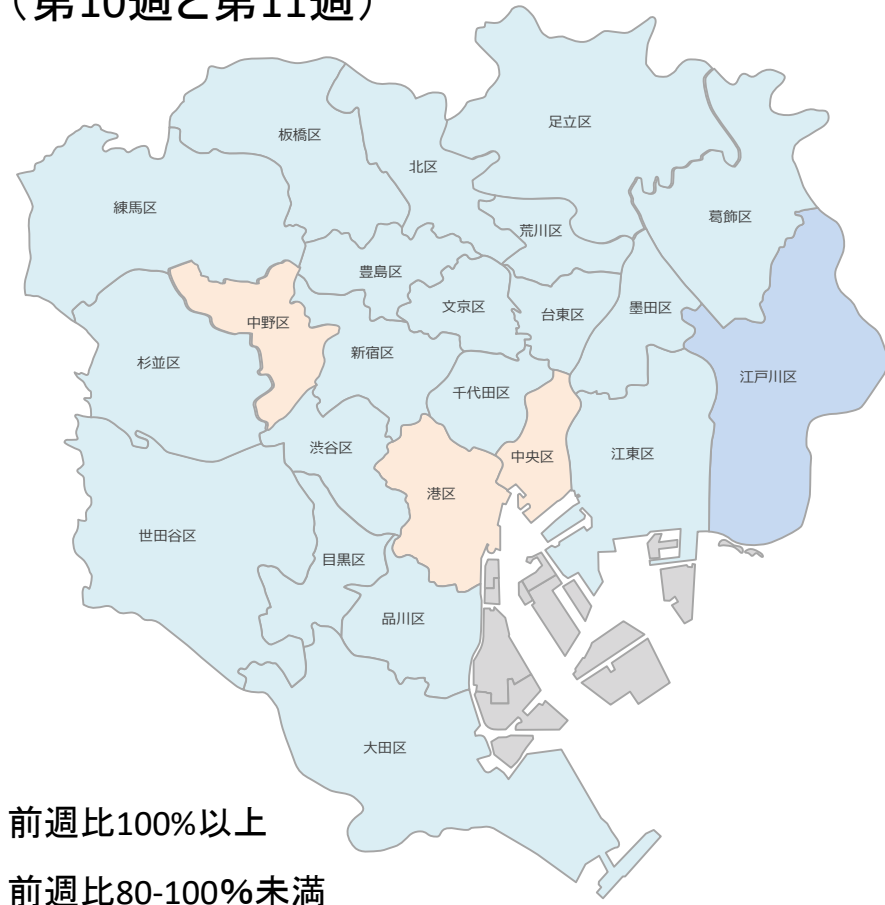 （第10週と第11週）
足立区
板橋区
北区
練馬区
葛飾区
荒川区
豊島区
文京区
台東区
墨田区
中野区
新宿区
杉並区
江戸川区
千代田区
渋谷区
中央区
江東区
港区
世田谷区
目黒区
品川区
大田区
前週比100%以上
前週比80-100%未満